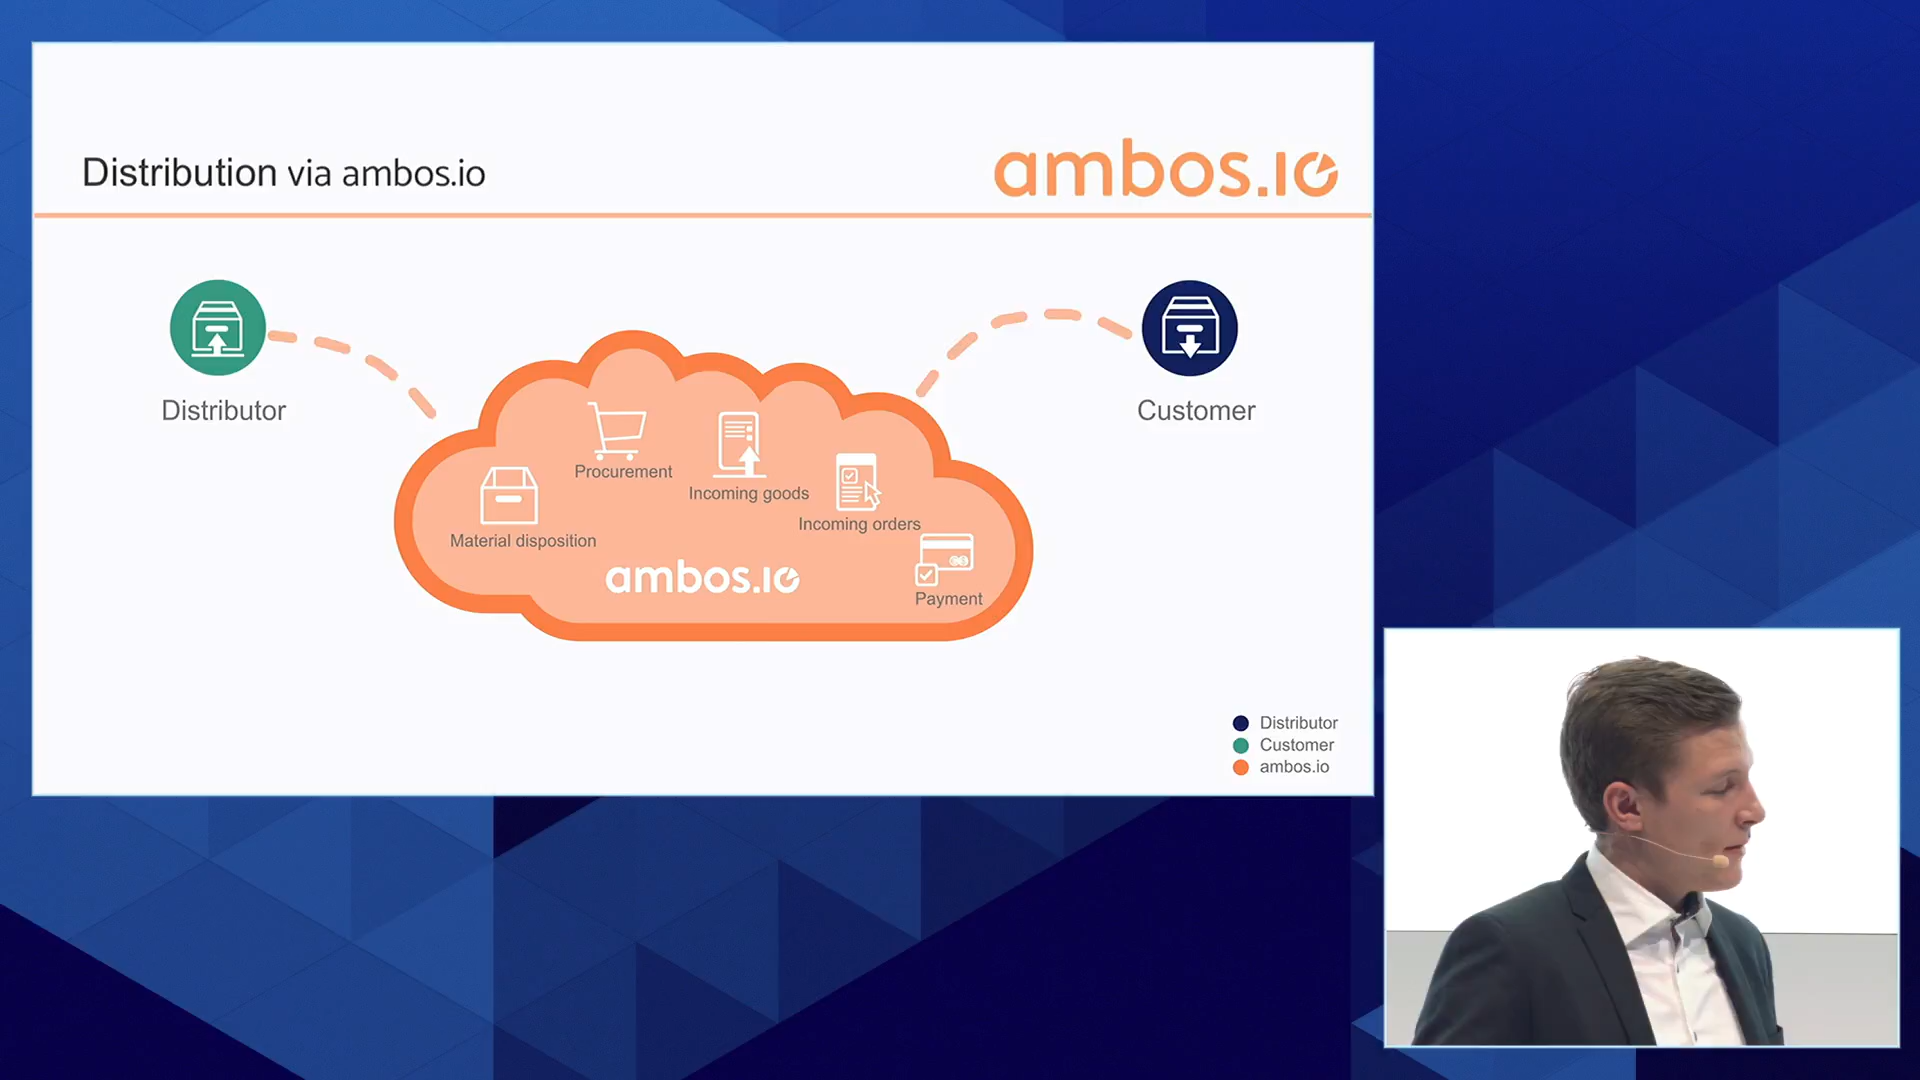 Distribution via ambos.io
ambos.io
Distributor
Customer
Procurement
Incoming goods
Incoming orders
Material disposition
ambos.io
Payment
Distributor
Customer
ambos.io